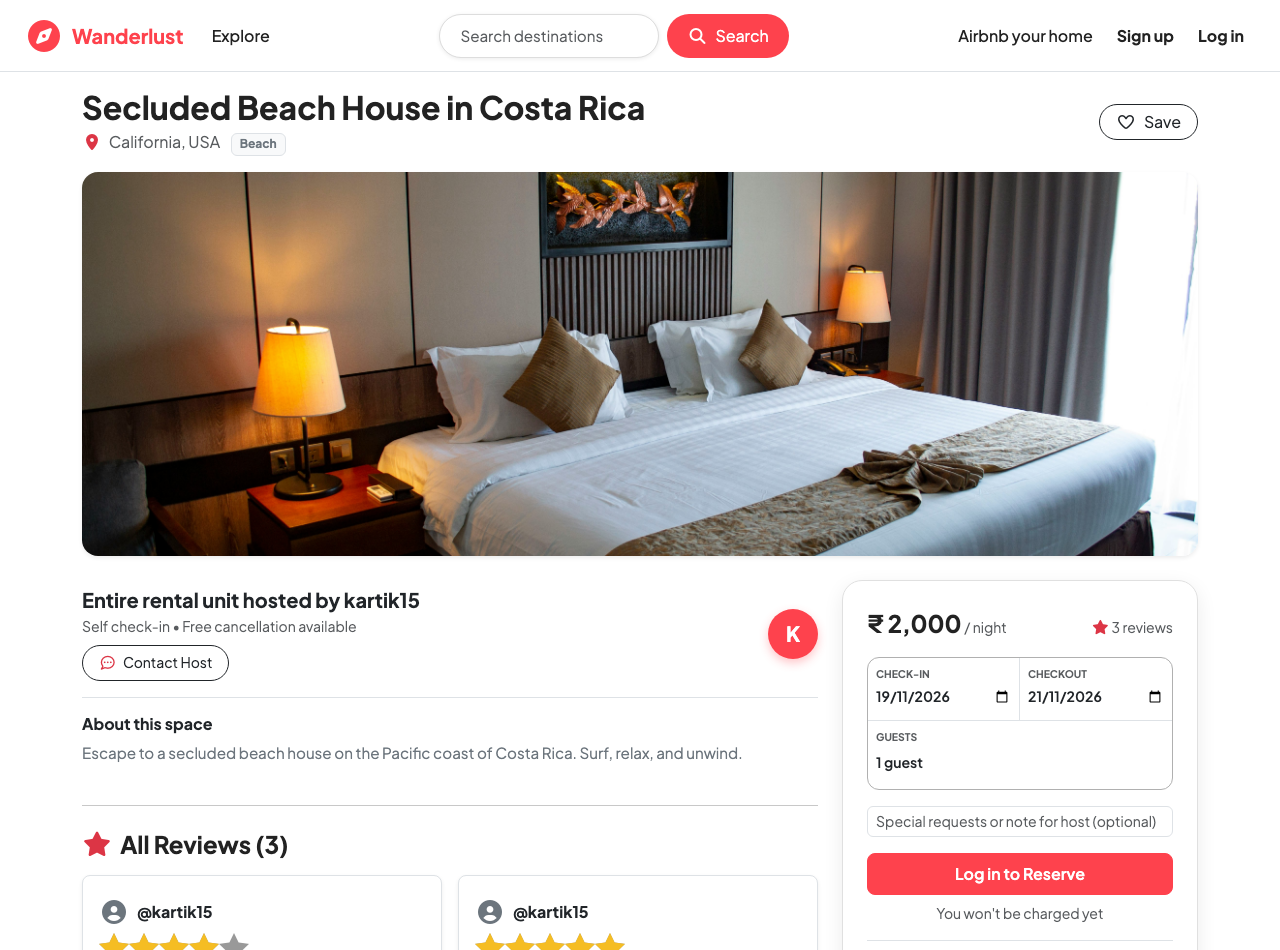 Wanderlust
Explore
Search destinations
Search
Airbnb your home
Sign up
Log in
Secluded Beach House in Costa Rica
California, USA
Beach
Save
Entire rental unit hosted by kartik15
Self check-in • Free cancellation available
Contact Host
K
About this space
Escape to a secluded beach house on the Pacific coast of Costa Rica. Surf, relax, and unwind.
All Reviews (3)
@kartik15
@kartik15
₹ 2,000 / night
3 reviews
CHECK-IN
19/11/2026
CHECKOUT
21/11/2026
GUESTS
1 guest
Special requests or note for host (optional)
Log in to Reserve
You won't be charged yet